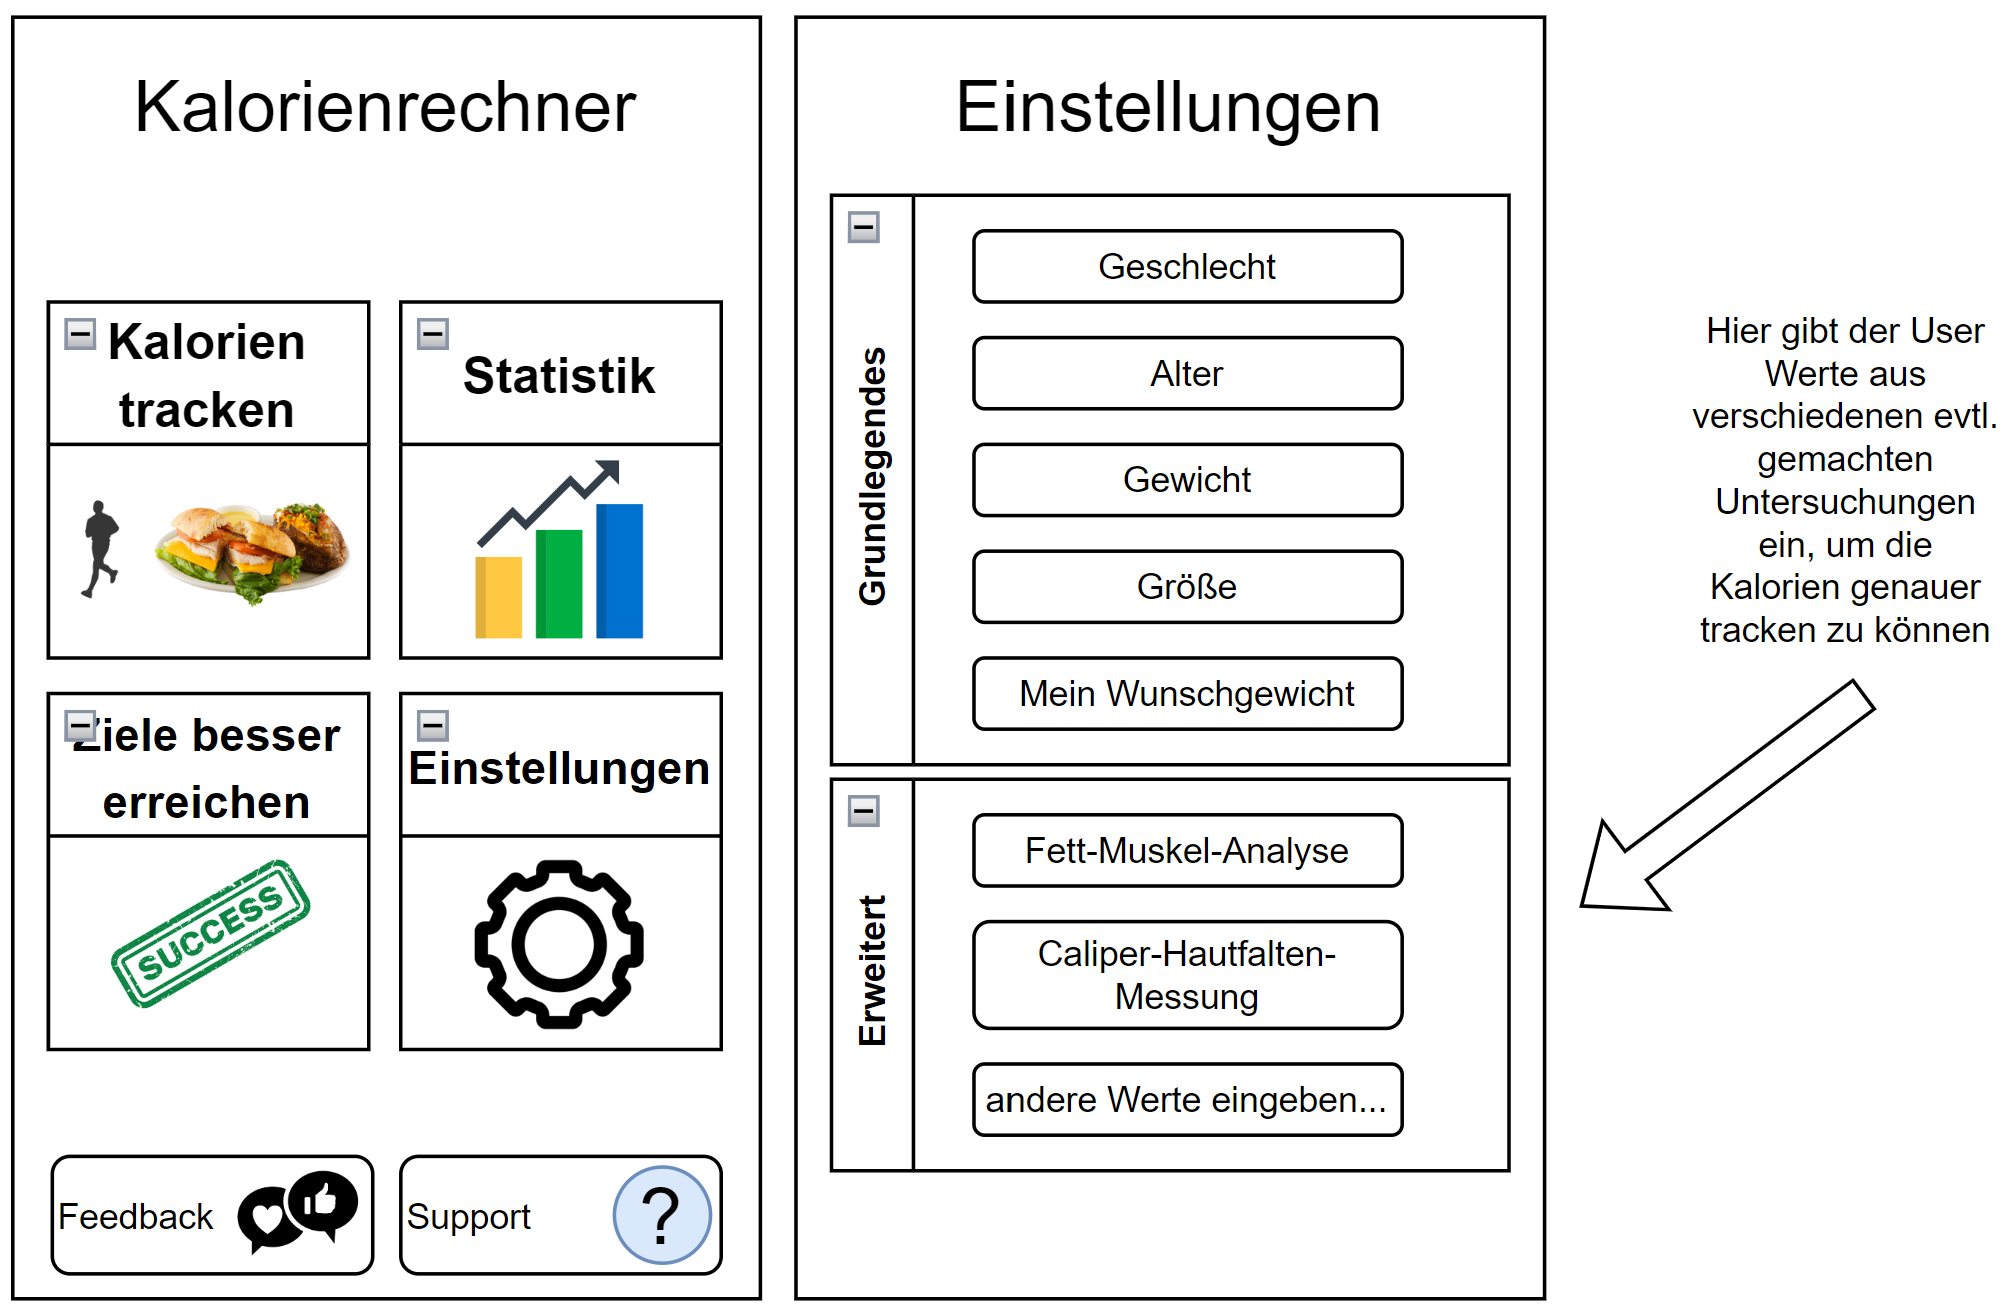 Kalorienrechner
Kalorien
tracken
Statistik
Ziele besser
erreichen
SUCCESS
Einstellungen
Feedback
Support
?
Einstellungen
Grundlegendes
Geschlecht
Alter
Gewicht
Größe
Mein Wunschgewicht
Erweitert
Fett-Muskel-Analyse
Caliper-Hautfalten-
Messung
andere Werte eingeben...
Hier gibt der User
Werte aus
verschiedenen evtl.
gemachten
Untersuchungen
ein, um die
Kalorien genauer
tracken zu können